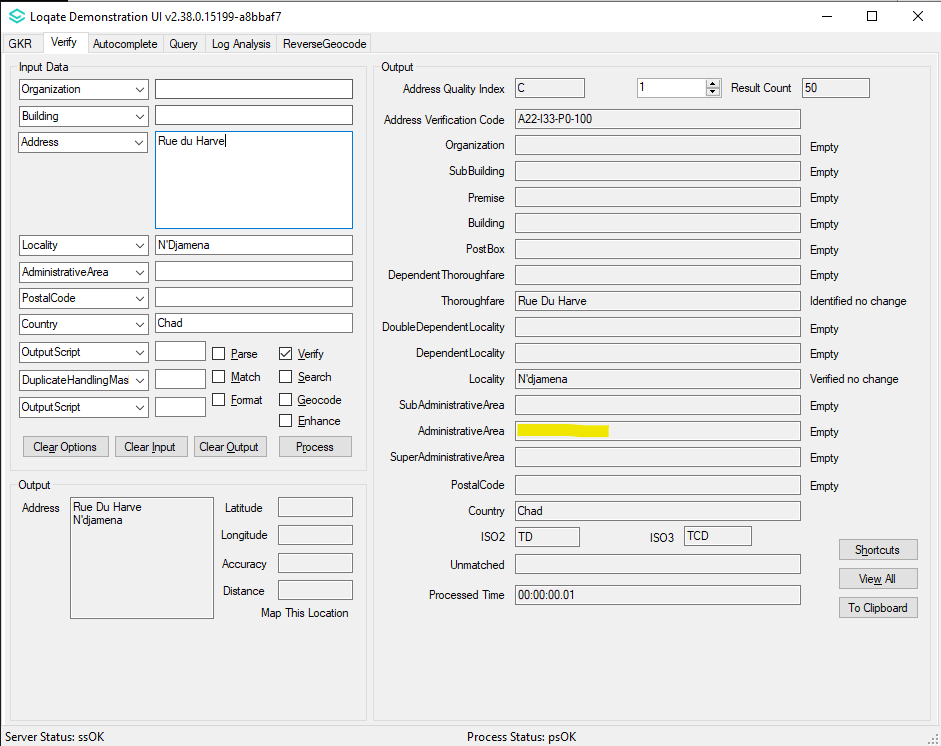 Loqate Demonstration UI v2.38.0.15199-a8bbaf7
GKR Verify Autocomplete Query Log Analysis ReverseGeocode
Input Data
Organization
Building
Address Rue du Harve
Locality N'Djamena
AdministrativeArea
PostalCode
Country Chad
OutputScript Parse Verify
DuplicateHandlingMas Match Search
OutputScript Format Geocode
Enhance
Clear Options Clear Input Clear Output Process
Output
Address Rue Du Harve
N'djamena
Latitude
Longitude
Accuracy
Distance
Map This Location
Output
Address Quality Index C 1 Result Count 50
Address Verification Code A22-I33-P0-100
Organization Empty
SubBuilding Empty
Premise Empty
Building Empty
PostBox Empty
DependentThoroughfare Empty
Thoroughfare Rue Du Harve Identified no change
DoubleDependentLocality Empty
DependentLocality Empty
Locality N'djamena Verified no change
SubAdministrativeArea Empty
AdministrativeArea Empty
SuperAdministrativeArea Empty
PostalCode Empty
Country Chad
ISO2 TD ISO3 TCD
Unmatched
Processed Time 00:00:00.01
Shortcuts
View All
To Clipboard
Server Status: ssOK Process Status: psOK